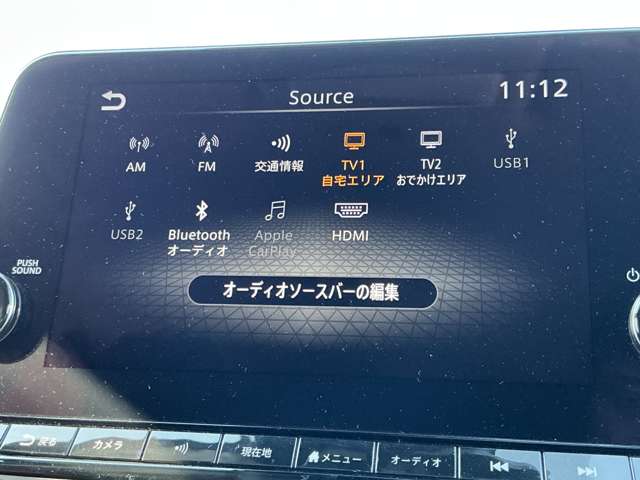 Source
11:12
AM
FM
交通情報
TV1
自宅エリア
TV2
おでかけエリア
USB1
USB2
Bluetooth
オーディオ
Apple
CarPlay
HDMI
オーディオソースバーの編集
PUSH
SOUND
戻る
カメラ
現在地
メニュー
オーディオ